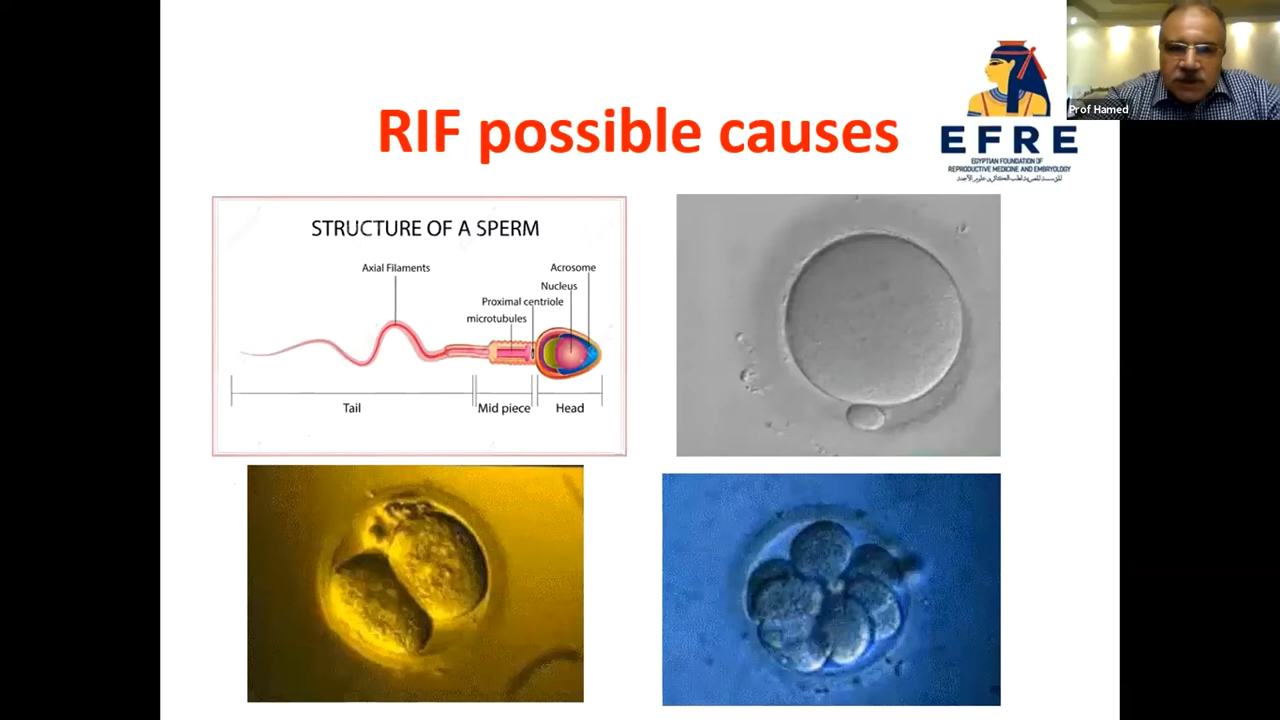 RIF possible causes
EFRE
EGYPTIAN FOUNDATION OF
REPRODUCTIVE MEDICINE AND EMBRYOLOGY
Prof Hamed
STRUCTURE OF A SPERM
Axial Filaments
Acrosome
Nucleus
Proximal centriole
microtubules
Tail
Mid piece
Head